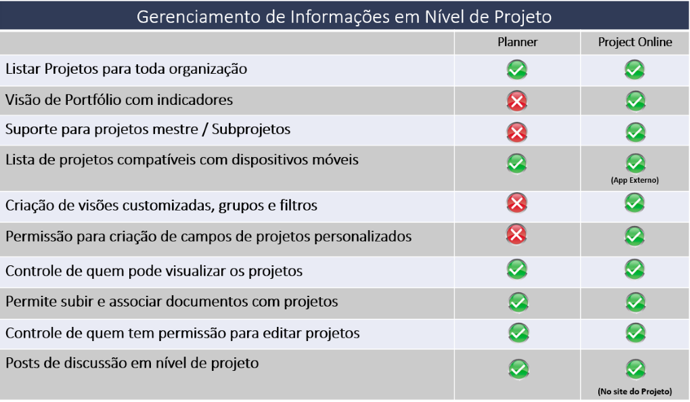 Gerenciamento de Informações em Nível de Projeto
Planner Project Online
Listar Projetos para toda organização
Visão de Portfólio com indicadores
Suporte para projetos mestre / Subprojetos
Lista de projetos compatíveis com dispositivos móveis
(App Externo)
Criação de visões customizadas, grupos e filtros
Permissão para criação de campos de projetos personalizados
Controle de quem pode visualizar os projetos
Permite subir e associar documentos com projetos
Controle de quem tem permissão para editar projetos
Posts de discussão em nível de projeto
(No site do Projeto)